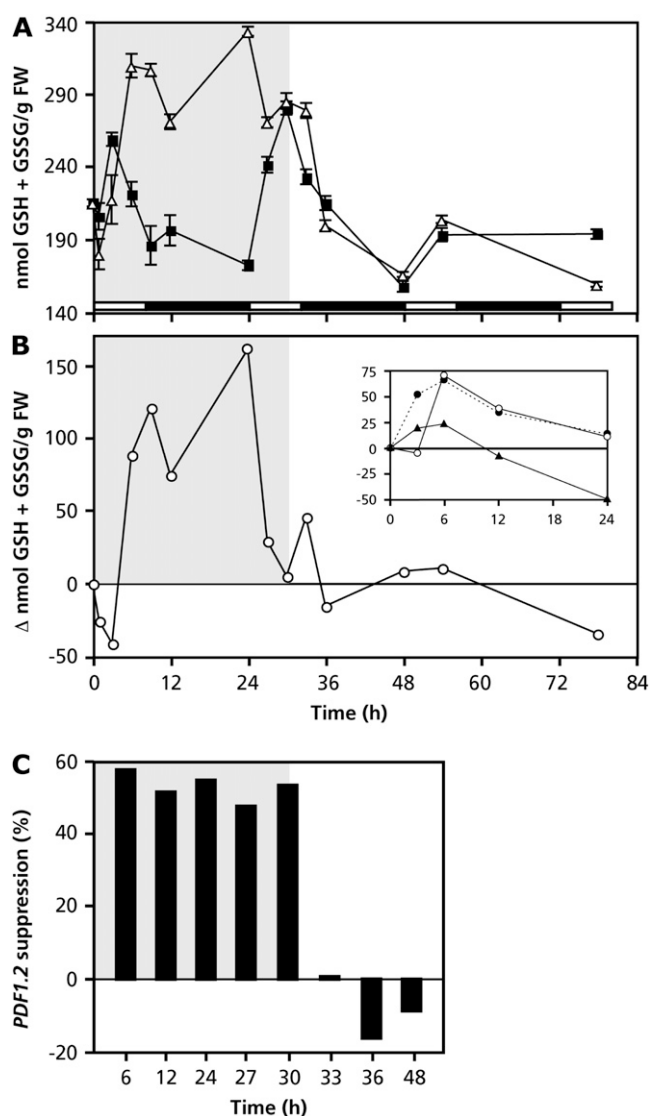 A
nmol GSH + GSSG/g FW
340
290
240
190
140
B
Δ nmol GSH + GSSG/g FW
150
100
50
0
-50
75
50
25
0
-25
-50
0 6 12 18 24
0 12 24 36 48 60 72 84
Time (h)
C
PDF1.2 suppression (%)
60
40
20
0
-20
6 12 24 27 30 33 36 48
Time (h)